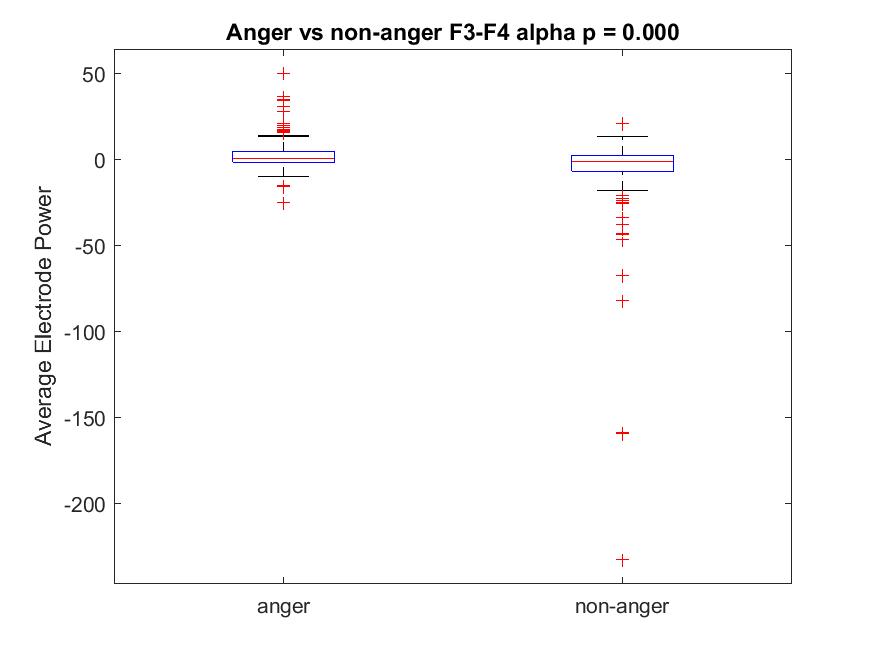 Anger vs non-anger F3-F4 alpha p = 0.000
50
0
-50
-100
-150
-200
Average Electrode Power
anger
non-anger